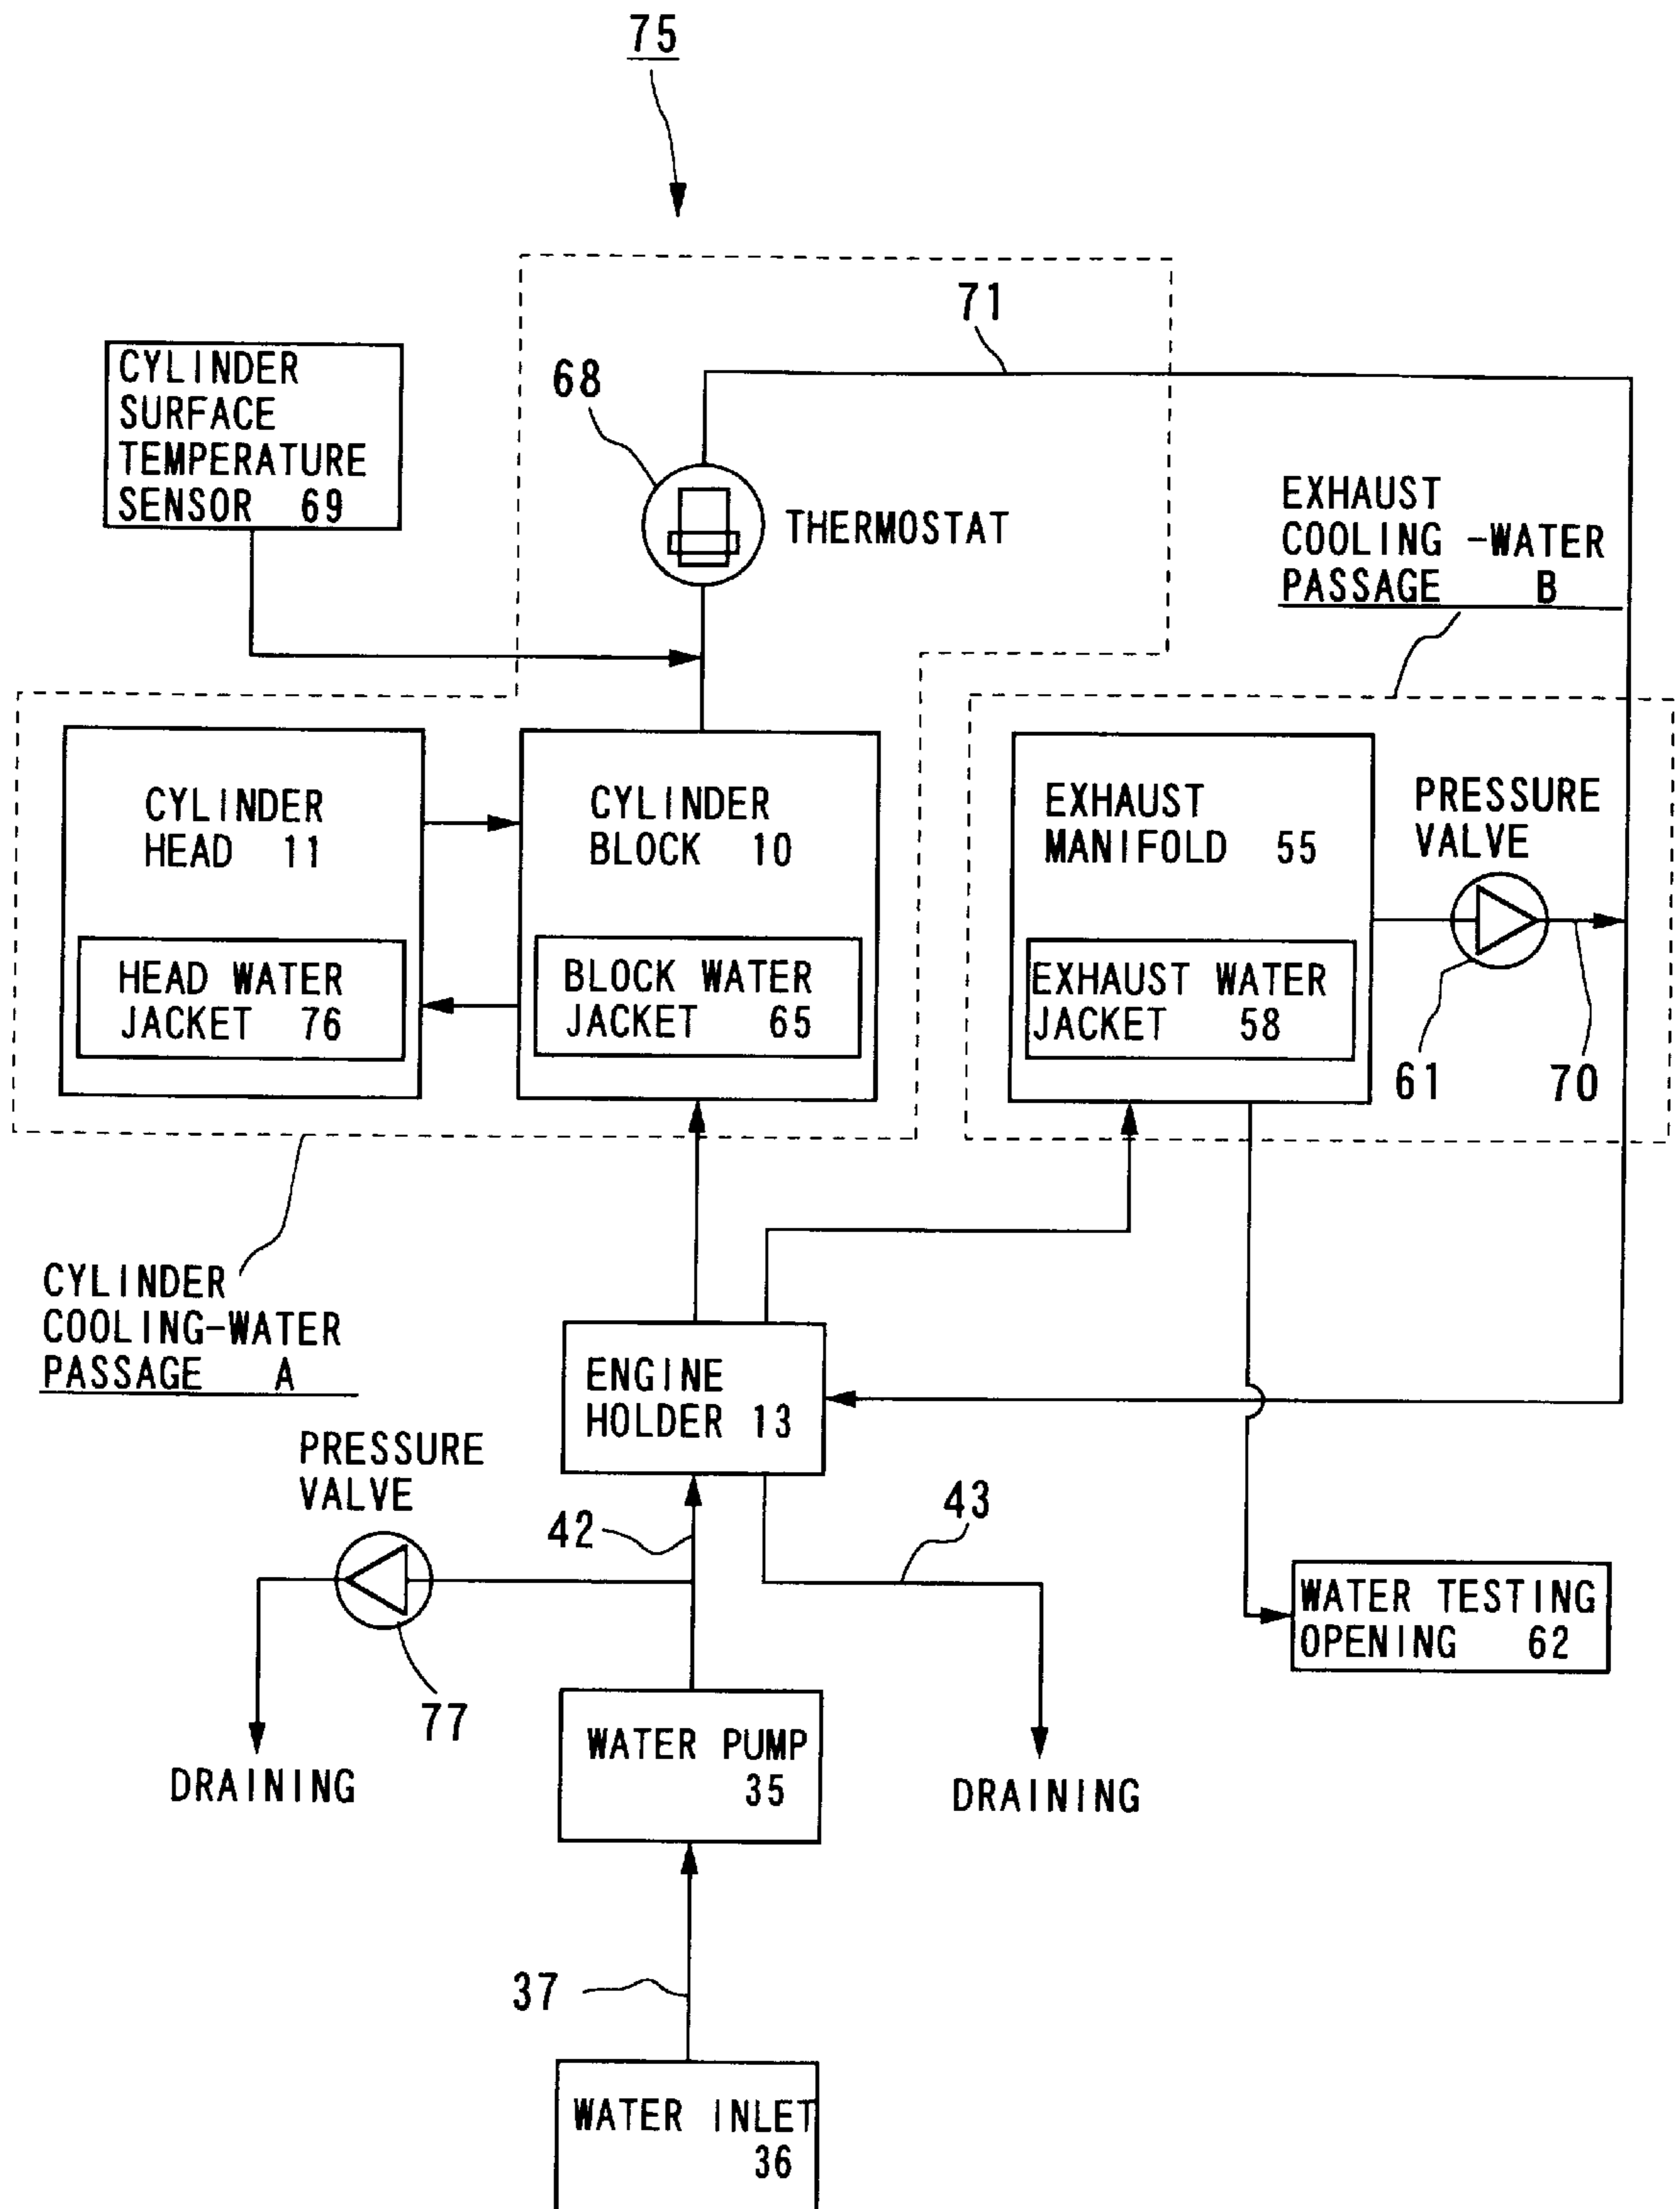 75
71
CYLINDER
SURFACE
TEMPERATURE
SENSOR 69
68
THERMOSTAT
EXHAUST
COOLING -WATER
PASSAGE B
CYLINDER
HEAD 11
HEAD WATER
JACKET 76
CYLINDER
BLOCK 10
BLOCK WATER
JACKET 65
EXHAUST
MANIFOLD 55
EXHAUST WATER
JACKET 58
PRESSURE
VALVE
61
70
CYLINDER
COOLING-WATER
PASSAGE A
ENGINE
HOLDER 13
PRESSURE
VALVE
42
43
77
WATER TESTING
OPENING 62
DRAINING
WATER PUMP
35
DRAINING
37
WATER INLET
36